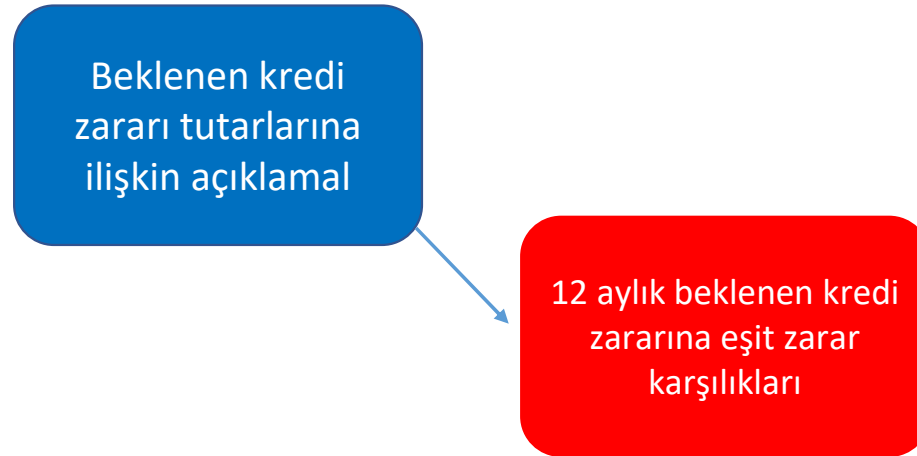 Beklenen kredi
zararı tutarlarına
ilişkin açıklamal
12 aylık beklenen kredi
zararına eşit zarar
karşılıkları